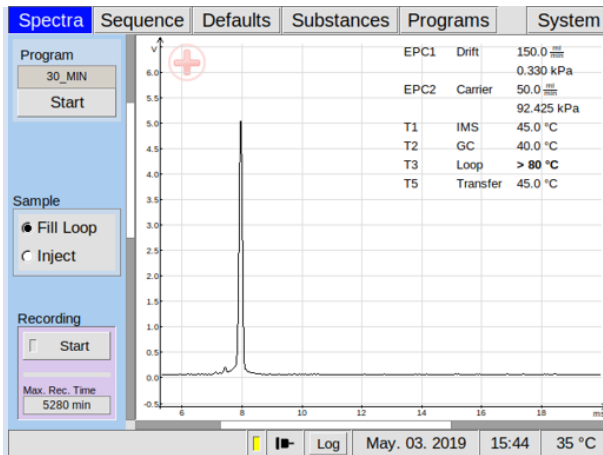 Spectra Sequence Defaults Substances Programs System
Program
30_MIN
Start
Sample
Fill Loop
Inject
Recording
Start
Max. Rec. Time
5280 min
V
6.0
5.5
5.0
4.5
4.0
3.5
3.0
2.5
2.0
1.5
1.0
0.5
0.0
-0.5
6 8 10 12 14 16 18 ms
EPC1 Drift 150.0 ml/min
0.330 kPa
EPC2 Carrier 50.0 ml/min
92.425 kPa
T1 IMS 45.0 °C
T2 GC 40.0 °C
T3 Loop > 80 °C
T5 Transfer 45.0 °C
Log May. 03. 2019 15:44 35 °C